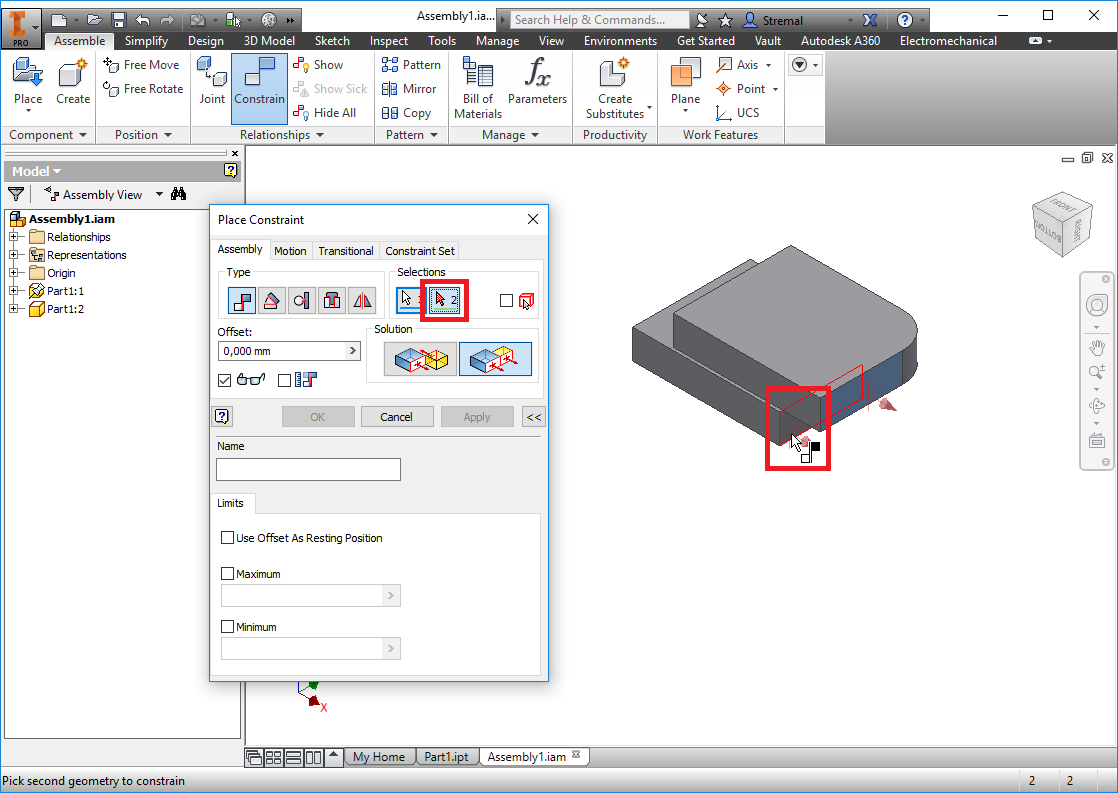 Assembly1.ia...
Search Help & Commands...
Stremal
PRO
Assemble Simplify Design 3D Model Sketch Inspect Tools Manage View Environments Get Started Vault Autodesk A360 Electromechanical
Place
Create
Free Move
Free Rotate
Joint
Constrain
Show
Show Sick
Hide All
Pattern
Mirror
Copy
Bill of
Materials
fx
Parameters
Create
Substitutes
Plane
Axis
Point
UCS
Component
Position
Relationships
Pattern
Manage
Productivity
Work Features
Model
Assembly View
Assembly1.iam
Relationships
Representations
Origin
Part1:1
Part1:2
Place Constraint
Assembly Motion Transitional Constraint Set
Type
Selections
2
Offset:
0,000 mm
Solution
OK
Cancel
Apply
<<
Name
Limits
Use Offset As Resting Position
Maximum
Minimum
FRONT
BOTTOM
RIGHT
X
My Home
Part1.ipt
Assembly1.iam
Pick second geometry to constrain
2 2